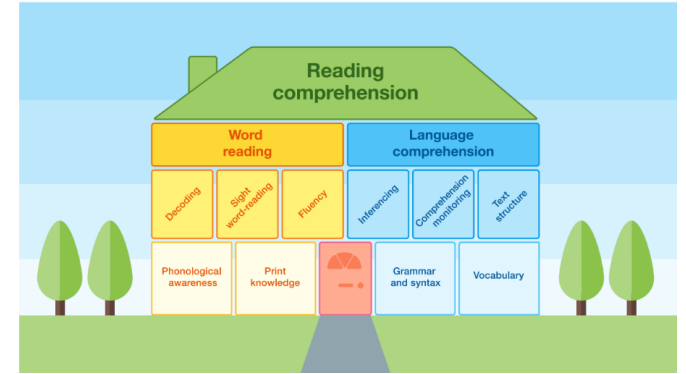 Reading
comprehension
Word
reading
Language
comprehension
Decoding
Sight
word-reading
Fluency
Inferencing
Comprehension
monitoring
Text
structure
Phonological
awareness
Print
knowledge
Grammar
and syntax
Vocabulary